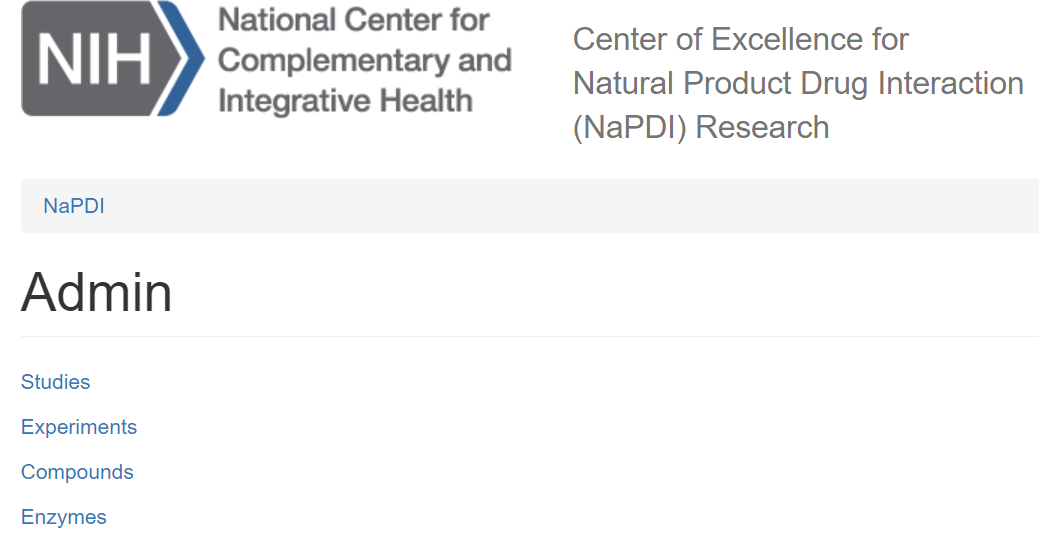 NIH
National Center for
Complementary and
Integrative Health
Center of Excellence for
Natural Product Drug Interaction
(NaPDI) Research
NaPDI
Admin
Studies
Experiments
Compounds
Enzymes